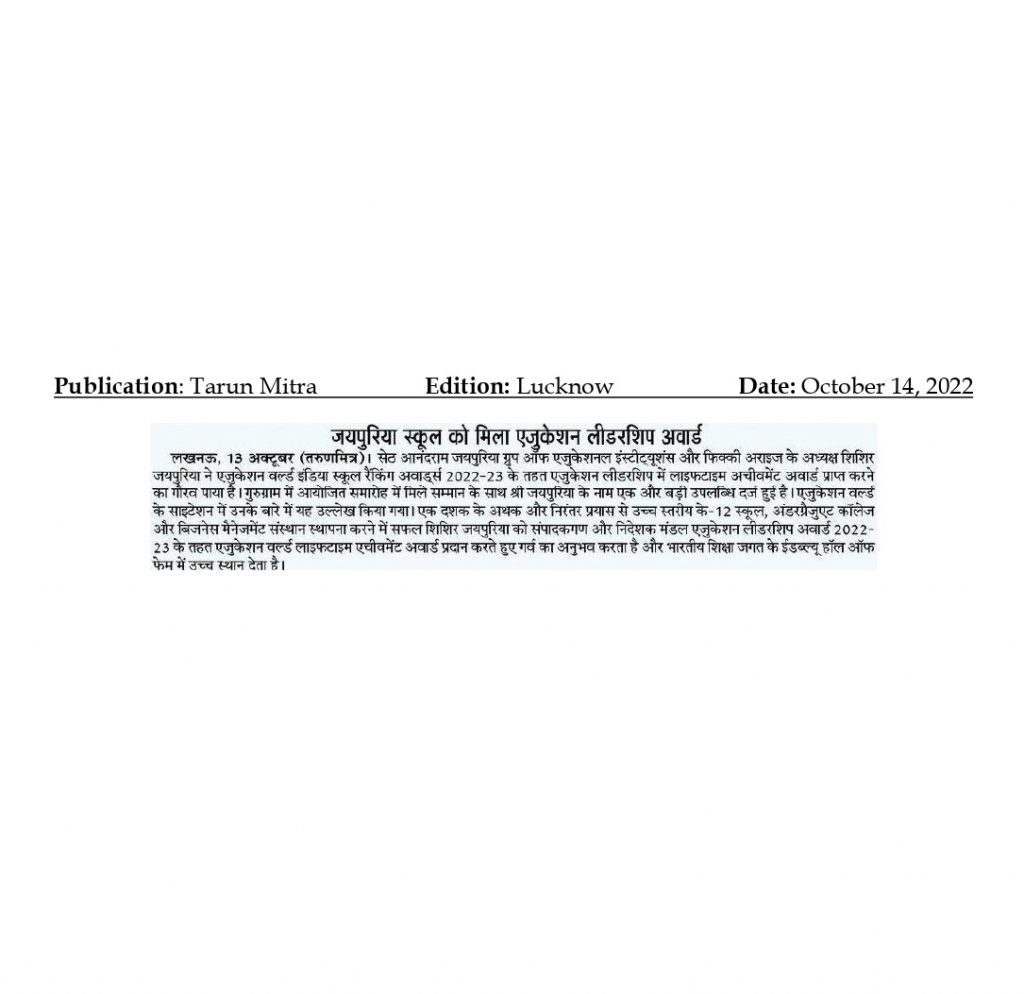 Publication: Tarun Mitra Edition: Lucknow Date: October 14, 2022
जयपुरिया स्कूल को मिला एजुकेशन लीडरशिप अवार्ड
लखनऊ, 13 अक्टूबर (तरुणमित्र)। सेठ आनंदराम जयपुरिया ग्रुप ऑफ एजुकेशनल इंस्टीट्यूशंस और फिक्की अराइज के अध्यक्ष शिशिर
जयपुरिया ने एजुकेशन वर्ल्ड इंडिया स्कूल रैंकिंग अवार्ड्स 2022-23 के तहत एजुकेशन लीडरशिप में लाइफटाइम अचीवमेंट अवार्ड प्राप्त करने
का गौरव पाया है। गुरुग्राम में आयोजित समारोह में मिले सम्मान के साथ श्री जयपुरिया के नाम एक और बड़ी उपलब्धि दर्ज हुई है। एजुकेशन वर्ल्ड
के साइटेशन में उनके बारे में यह उल्लेख किया गया। एक दशक के अथक और निरंतर प्रयास से उच्च स्तरीय के-12 स्कूल, अंडरग्रैजुएट कॉलेज
और बिजनेस मैनेजमेंट संस्थान स्थापना करने में सफल शिशिर जयपुरिया को संपादकगण और निदेशक मंडल एजुकेशन लीडरशिप अवार्ड 2022-
23 के तहत एजुकेशन वर्ल्ड लाइफटाइम एचीवमेंट अवार्ड प्रदान करते हुए गर्व का अनुभव करता है और भारतीय शिक्षा जगत के ईडब्ल्यू हॉल ऑफ
फेम में उच्च स्थान देता है।